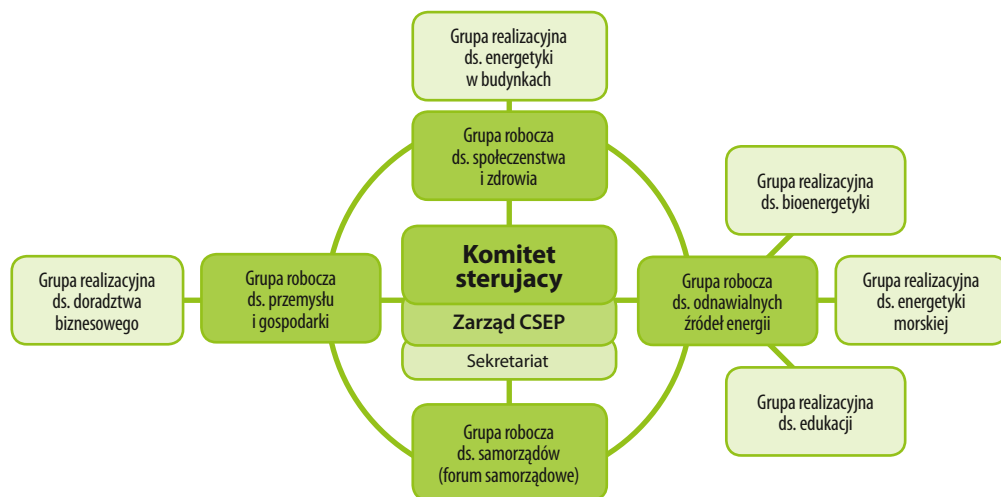 Grupa realizacyjna
ds. energetyki
w budynkach
Grupa robocza
ds. społeczenstwa
i zdrowia
Grupa realizacyjna
ds. bioenergetyki
Grupa realizacyjna
ds. doradztwa
biznesowego
Grupa robocza
ds. przemysłu
i gospodarki
Komitet
sterujacy
Zarząd CSEP
Sekretariat
Grupa robocza
ds. odnawialnych
źródeł energii
Grupa realizacyjna
ds. energetyki
morskiej
Grupa realizacyjna
ds. edukacji
Grupa robocza
ds. samorządów
(forum samorządowe)